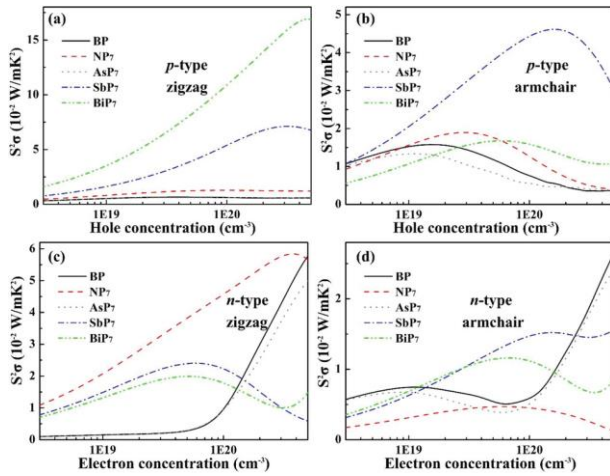 (a)
BP
NP₇
AsP₇
SbP₇
BiP₇
p-type
zigzag
15
10
5
0
S²σ (10⁻² W/mK²)
1E19
1E20
Hole concentration (cm⁻³)
(b)
BP
NP₇
AsP₇
SbP₇
BiP₇
p-type
armchair
5
4
3
2
1
0
S²σ (10⁻² W/mK²)
1E19
1E20
Hole concentration (cm⁻³)
(c)
BP
NP₇
AsP₇
SbP₇
BiP₇
n-type
zigzag
6
5
4
3
2
1
0
S²σ (10⁻² W/mK²)
1E19
1E20
Electron concentration (cm⁻³)
(d)
BP
NP₇
AsP₇
SbP₇
BiP₇
n-type
armchair
2
1
0
S²σ (10⁻² W/mK²)
1E19
1E20
Electron concentration (cm⁻³)